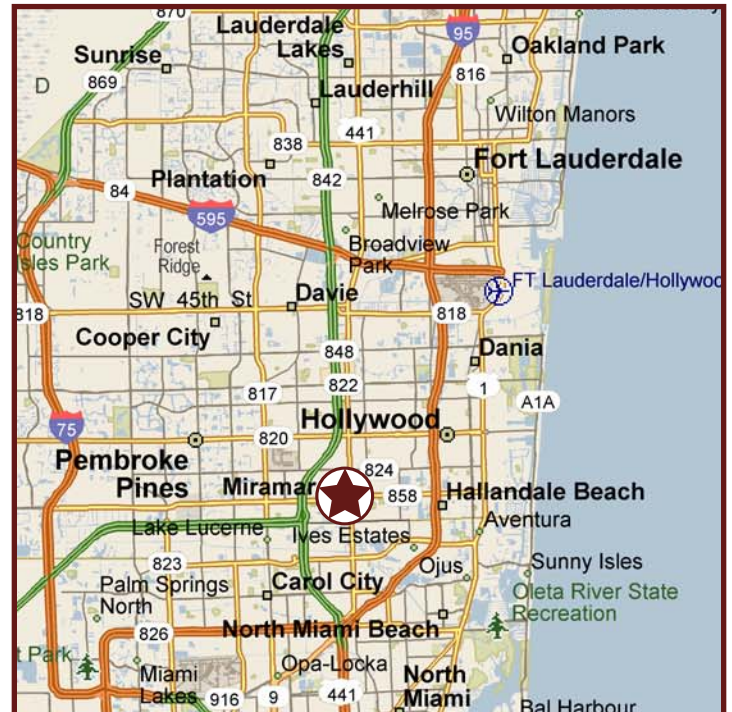 870
Lauderdale
Lakes
95
Oakland Park
Sunrise
869
816
D
Lauderhill
Wilton Manors
441
838
Fort Lauderdale
Plantation
842
84
595
Melrose Park
Country
Isles Park
Forest
Ridge
Broadview
Park
FT Lauderdale/Hollywoo
SW 45th St
Davie
818
818
Cooper City
848
Dania
822
1
817
A1A
Hollywood
75
820
Pembroke
Pines
824
Miramar
858
Hallandale Beach
Lake Lucerne
Ives Estates
Aventura
823
Ojus
Sunny Isles
Palm Springs
North
Carol City
Oleta River State
Recreation
826
North Miami Beach
t Park
Opa-Locka
Miami
Lakes
916
9
441
North
Miami
Bal Harbour